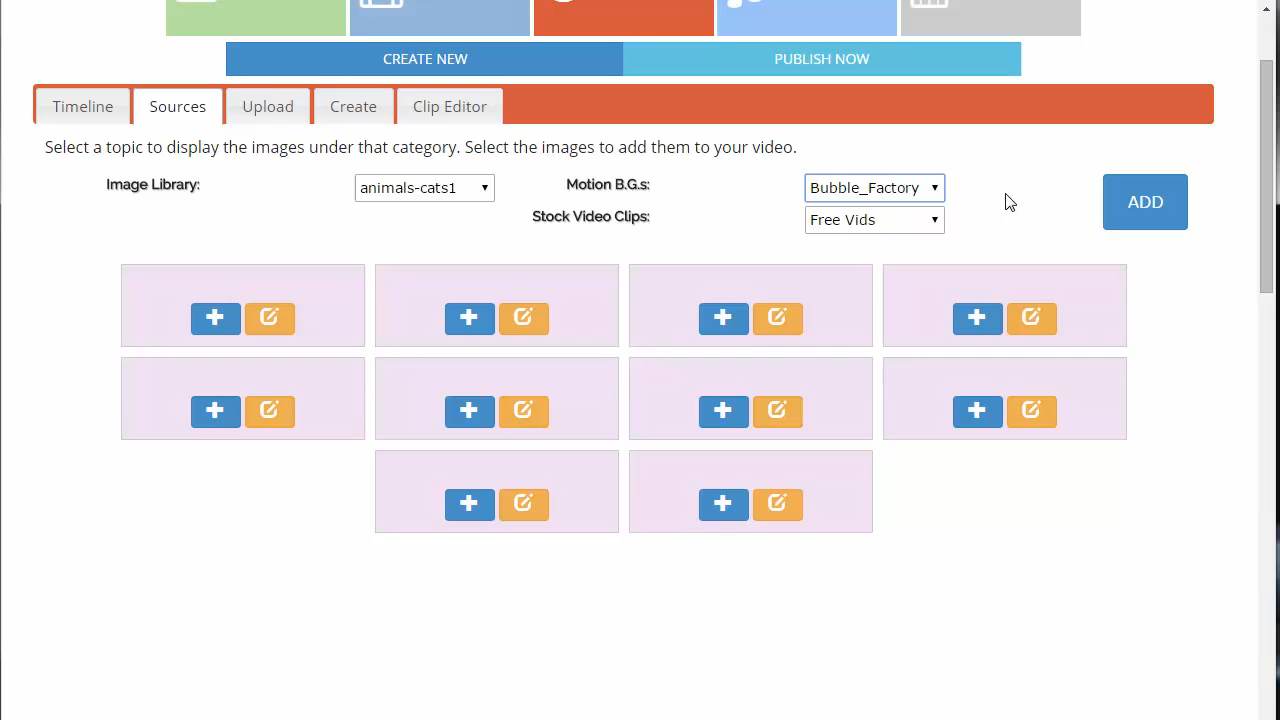 CREATE NEW
PUBLISH NOW
Timeline
Sources
Upload
Create
Clip Editor
Select a topic to display the images under that category. Select the images to add them to your video.
Image Library:
animals-cats1
Motion B.G.s:
Bubble_Factory
Stock Video Clips:
Free Vids
ADD